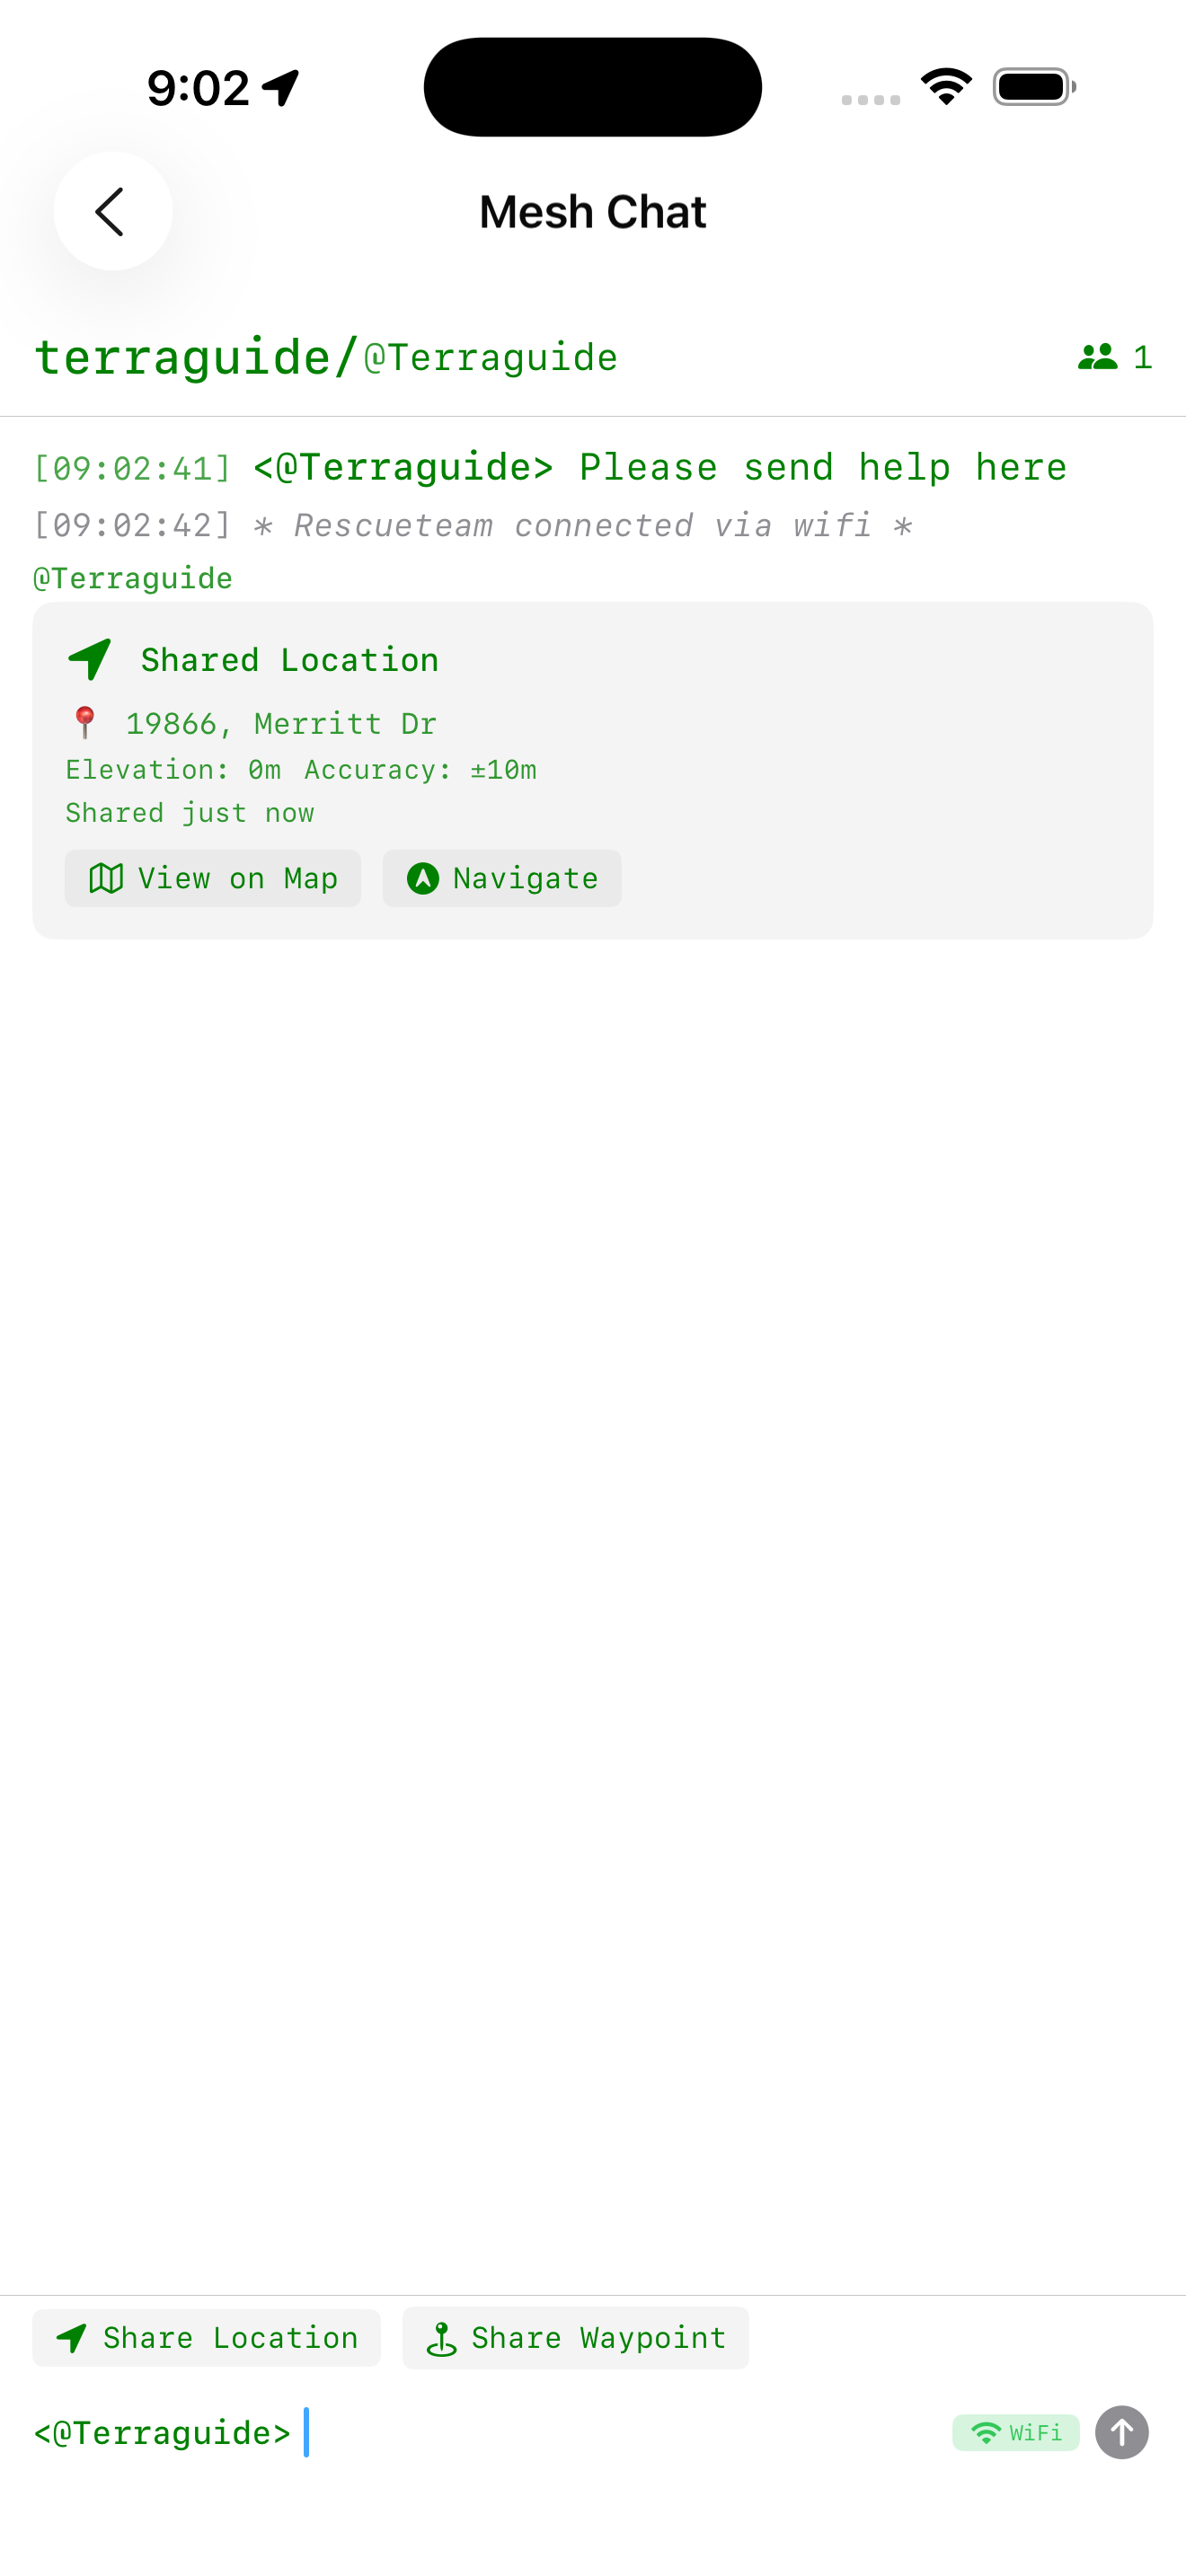 9:02
Mesh Chat
terraguide/@Terraguide 1
[09:02:41] <@Terraguide> Please send help here
[09:02:42] * Rescueteam connected via wifi *
@Terraguide
Shared Location
19866, Merritt Dr
Elevation: 0m Accuracy: ±10m
Shared just now
View on Map Navigate
Share Location Share Waypoint
<@Terraguide> WiFi